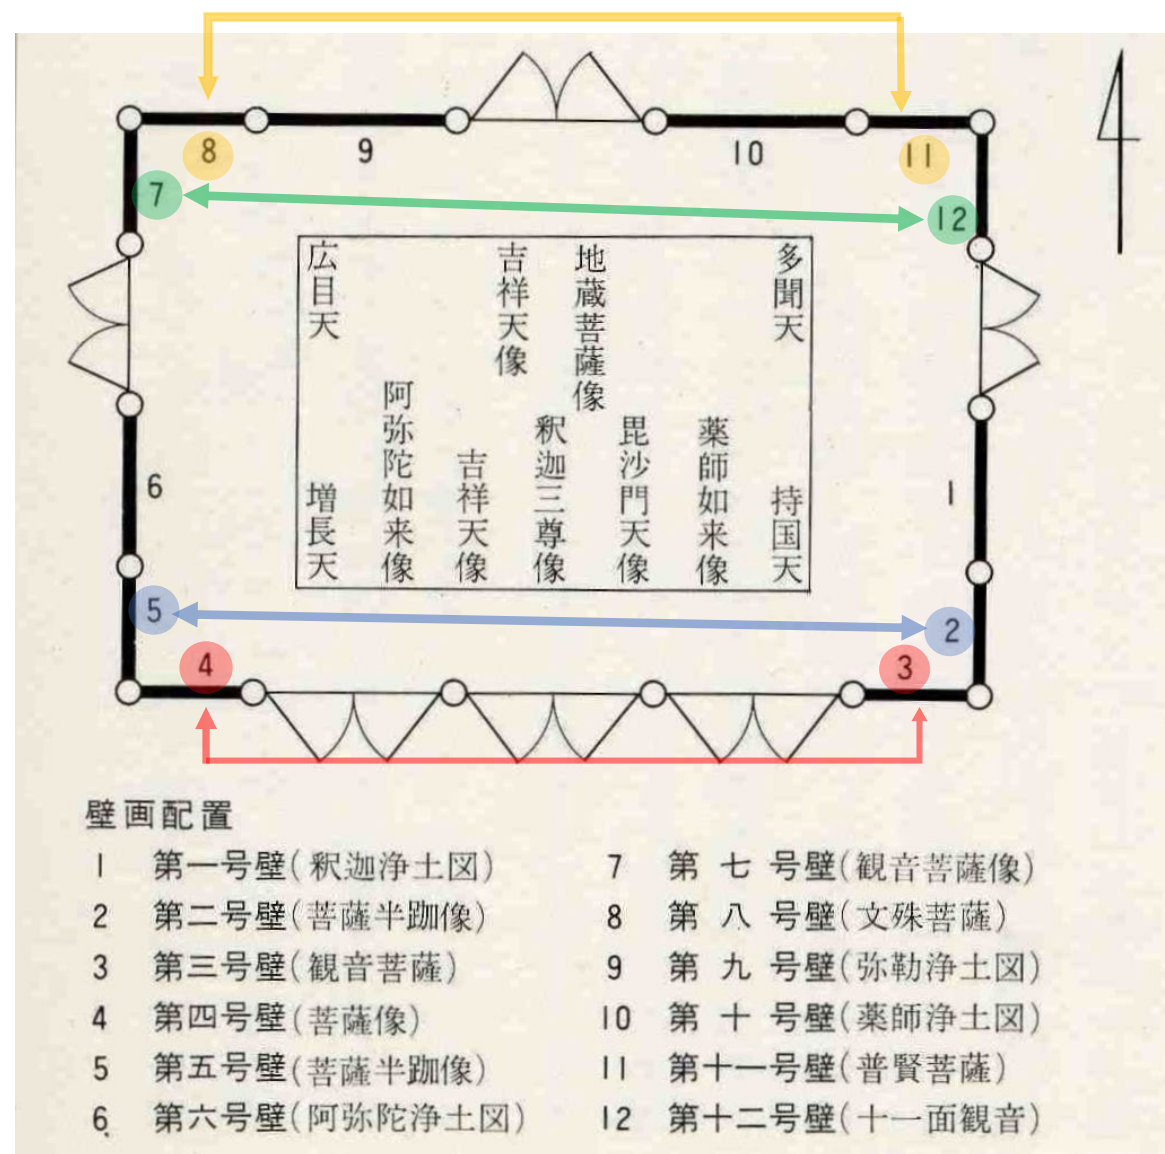 8
9
10
11
7
12
多聞天
地蔵菩薩像
吉祥天像
広目天
持国天
薬師如来像
毘沙門天像
釈迦三尊像
吉祥天像
阿弥陀如来像
増長天
6
1
5
2
4
3
壁画配置
1 第一号壁(釈迦浄土図)
2 第二号壁(菩薩半跏像)
3 第三号壁(観音菩薩)
4 第四号壁(菩薩像)
5 第五号壁(菩薩半跏像)
6 第六号壁(阿弥陀浄土図)
7 第七号壁(観音菩薩像)
8 第八号壁(文殊菩薩)
9 第九号壁(弥勒浄土図)
10 第十号壁(薬師浄土図)
11 第十一号壁(普賢菩薩)
12 第十二号壁(十一面観音)